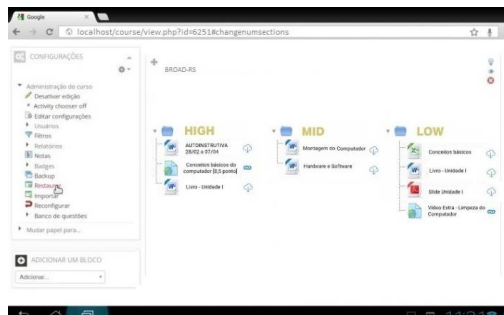 Google
localhost/course/view.php?id=6251#changenumsections
CONFIGURAÇÕES
Administração do curso
Desativar edição
Activity chooser off
Editar configurações
Usuários
Filtros
Relatórios
Notas
Badges
Backup
Restaurar
Importar
Reconfigurar
Banco de questões
Mudar papel para...
ADICIONAR UM BLOCO
Adicionar...
BROAD-RS
HIGH
AUTOINSTRUTIVA
28/02 a 07/04
Conceitos básicos do
computador [0,5 ponto]
Livro - Unidade I
MID
Montagem do Computador
Hardware e Software
LOW
Conceitos básicos
Livro - Unidade I
Slide Unidade I
Vídeo Extra - Limpeza do
Computador